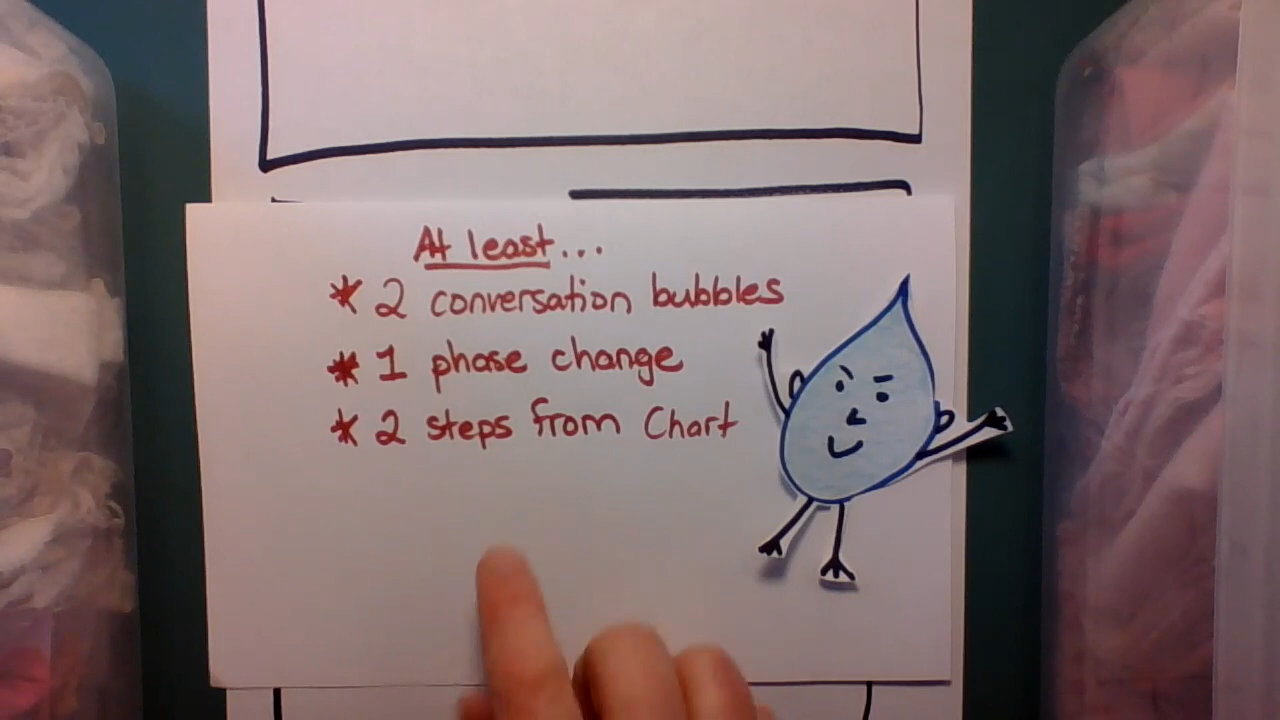 At least...
* 2 conversation bubbles
* 1 phase change
* 2 steps from Chart